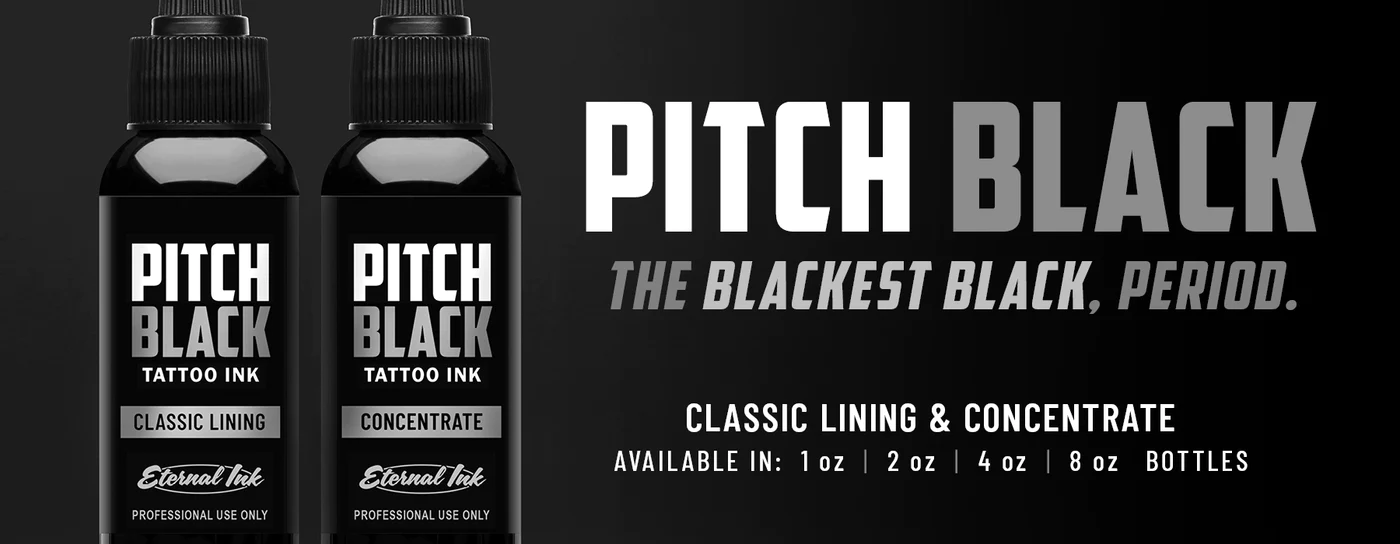 PITCH
BLACK
TATTOO INK
CLASSIC LINING
Eternal Ink
PROFESSIONAL USE ONLY
PITCH
BLACK
TATTOO INK
CONCENTRATE
Eternal Ink
PROFESSIONAL USE ONLY
PITCH BLACK
THE BLACKEST BLACK, PERIOD.
CLASSIC LINING & CONCENTRATE
AVAILABLE IN: 1 oz | 2 oz | 4 oz | 8 oz BOTTLES